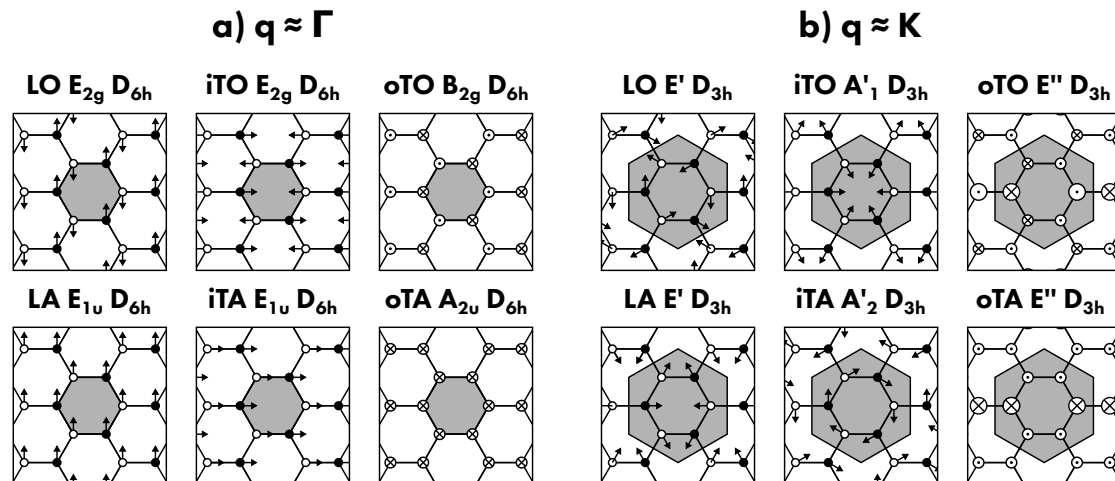 a) q ≈ Γ
b) q ≈ K
LO E₂g D₆ₕ
iTO E₂g D₆ₕ
oTO B₂g D₆ₕ
LO E' D₃ₕ
iTO A'₁ D₃ₕ
oTO E'' D₃ₕ
LA E₁ᵤ D₆ₕ
iTA E₁ᵤ D₆ₕ
oTA A₂ᵤ D₆ₕ
LA E' D₃ₕ
iTA A'₂ D₃ₕ
oTA E'' D₃ₕ